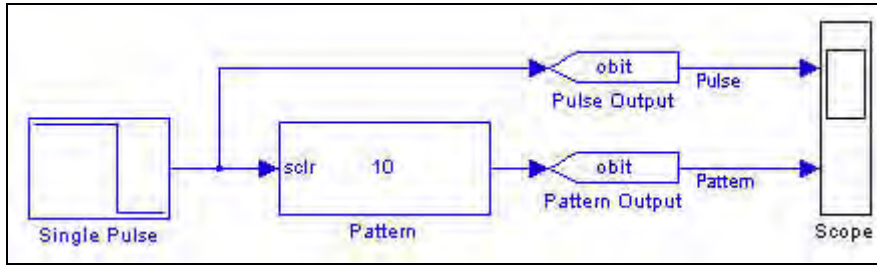 obit
Pulse
Pulse Output
sclr 10
obit
Pattern
Single Pulse
Pattern
Pattern Output
Scope